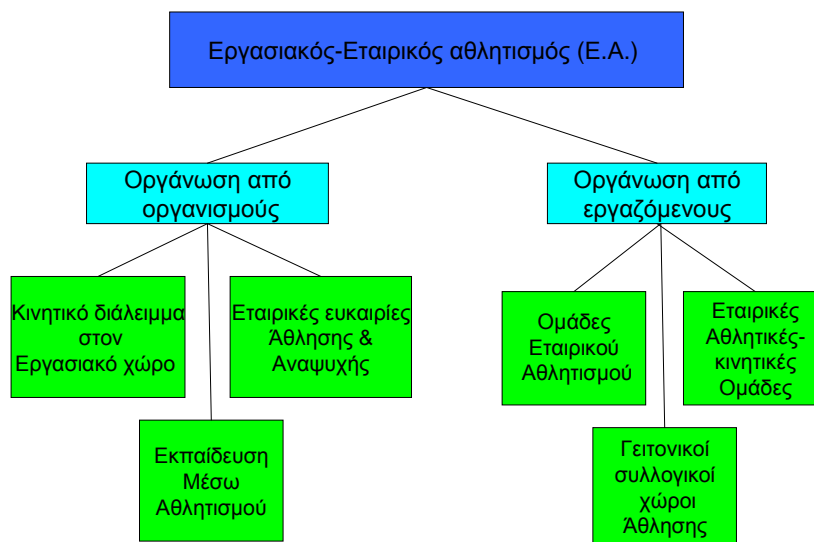 Εργασιακός-Εταιρικός αθλητισμός (Ε.Α.)
Οργάνωση από
οργανισμούς
Οργάνωση από
εργαζόμενους
Κινητικό διάλειμμα
στον
Εργασιακό χώρο
Εταιρικές ευκαιρίες
Άθλησης &
Αναψυχής
Ομάδες
Εταιρικού
Αθλητισμού
Εταιρικές
Αθλητικές-
κινητικές
Ομάδες
Εκπαίδευση
Μέσω
Αθλητισμού
Γειτονικοί
συλλογικοί
χώροι
Άθλησης